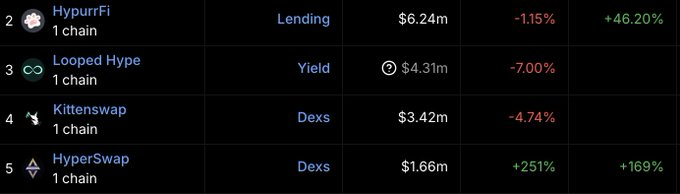 2 HypurrFi Lending $6.24m -1.15% +46.20%
1 chain
3 Looped Hype Yield ? $4.31m -7.00%
1 chain
4 Kittenswap Dexs $3.42m -4.74%
1 chain
5 HyperSwap Dexs $1.66m +251% +169%
1 chain